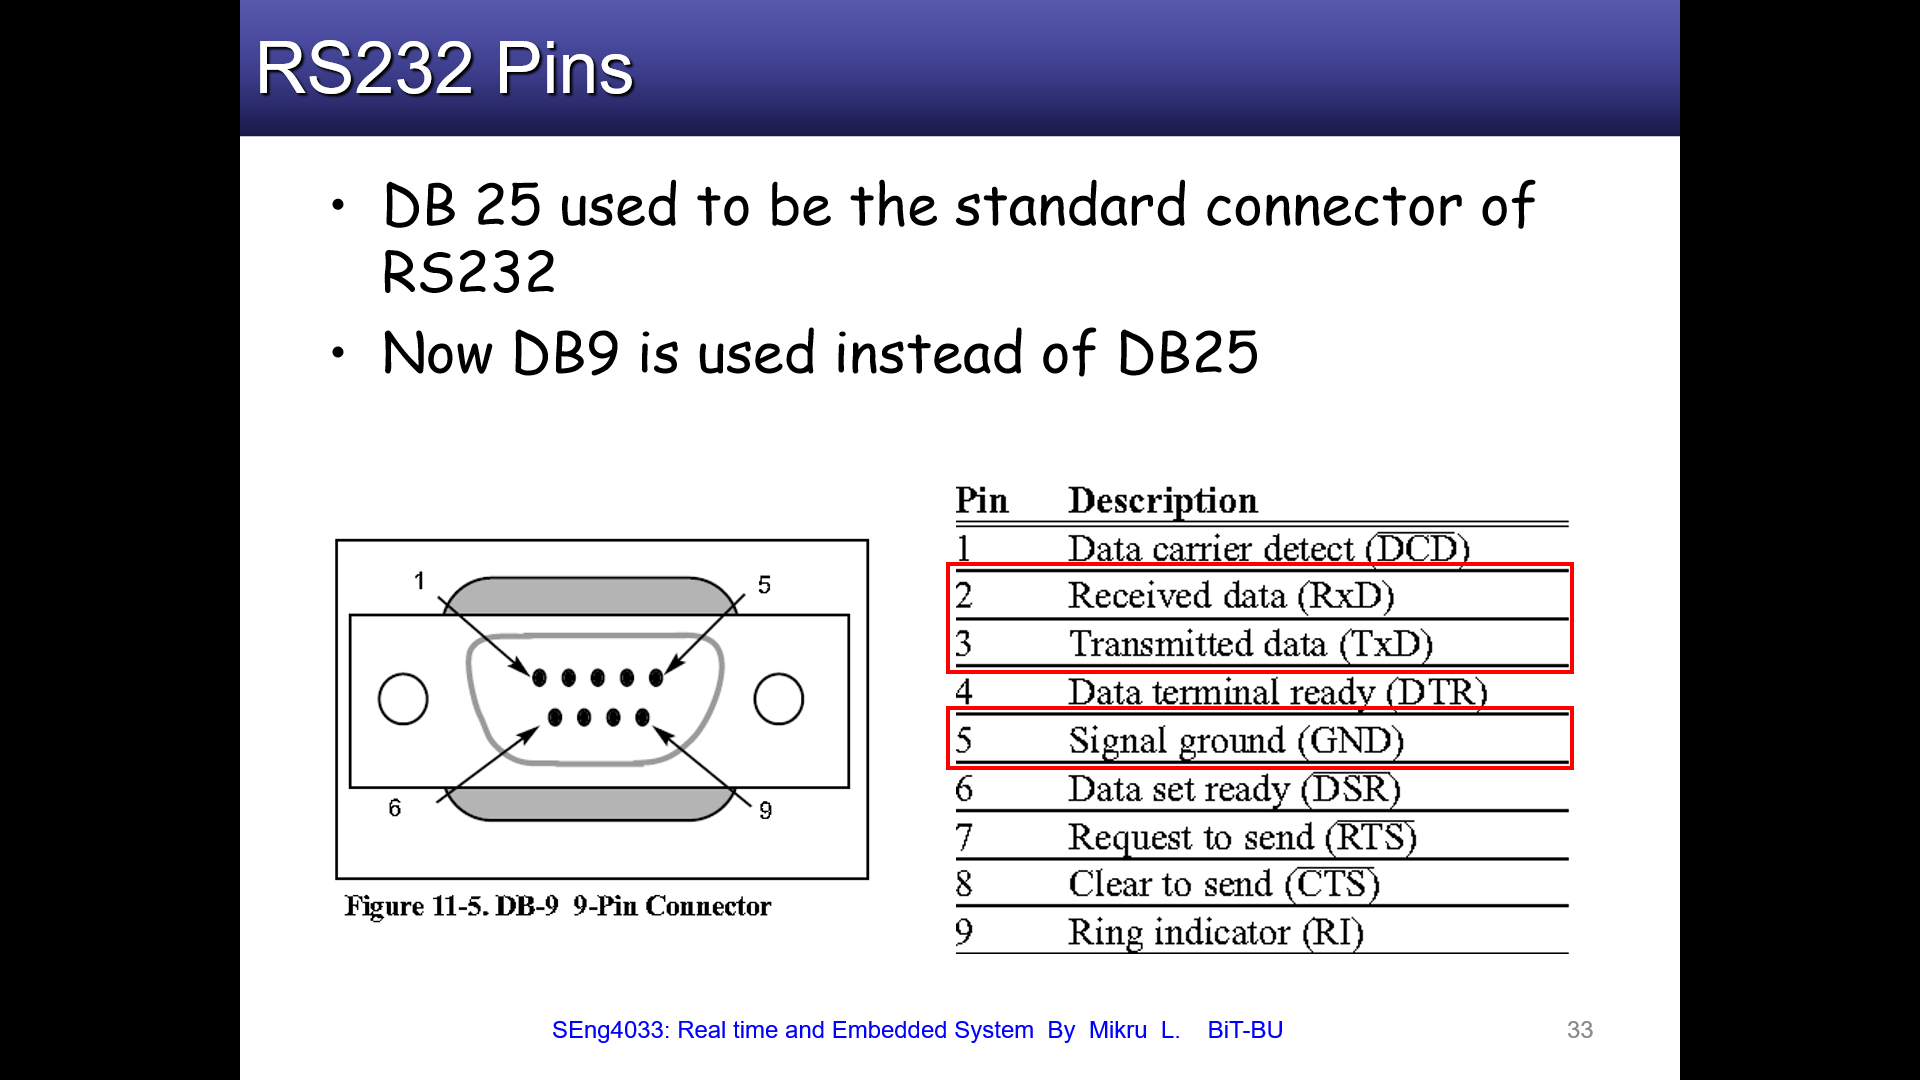 RS232 Pins
• DB 25 used to be the standard connector of
RS232
• Now DB9 is used instead of DB25
1
5
6
9
Figure 11-5. DB-9 9-Pin Connector
Pin Description
1 Data carrier detect (D̅C̅D̅)
2 Received data (RxD)
3 Transmitted data (TxD)
4 Data terminal ready (DTR)
5 Signal ground (GND)
6 Data set ready (D̅S̅R̅)
7 Request to send (R̅T̅S̅)
8 Clear to send (C̅T̅S̅)
9 Ring indicator (RI)
SEng4033: Real time and Embedded System By Mikru L. BiT-BU
33